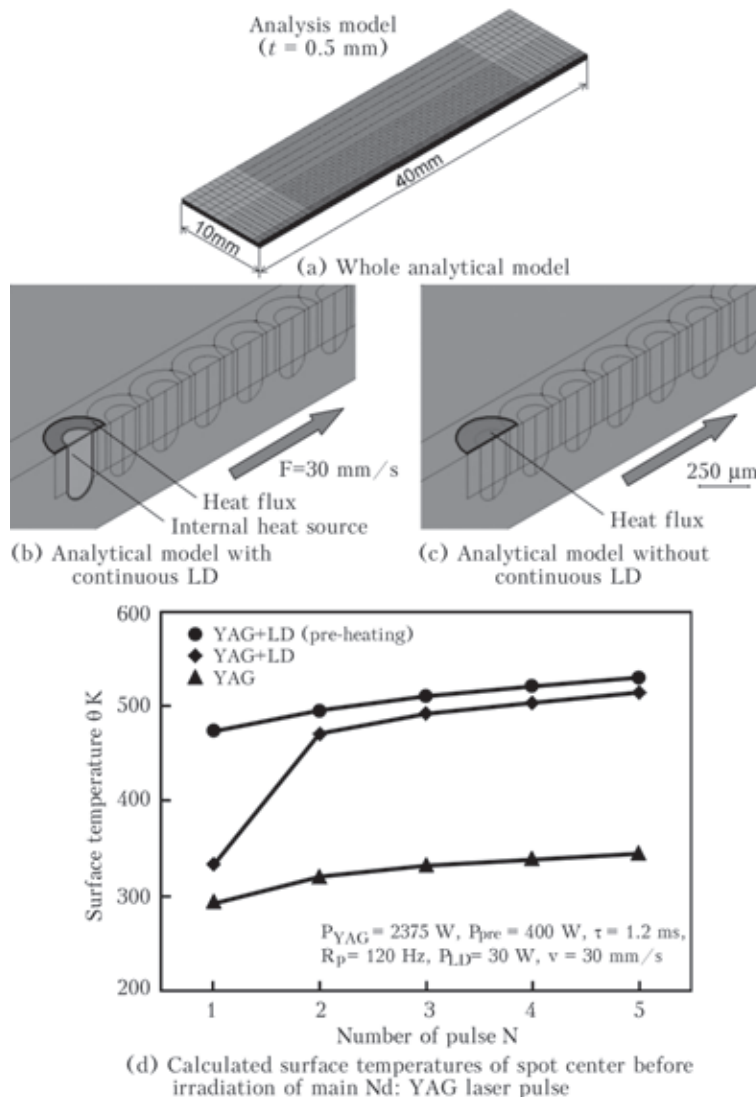 Analysis model
(t = 0.5 mm)
10mm
40mm
(a) Whole analytical model
F=30 mm/s
Heat flux
Internal heat source
(b) Analytical model with
continuous LD
250 μm
Heat flux
(c) Analytical model without
continuous LD
600
500
400
300
200
Surface temperature θ K
YAG+LD (pre-heating)
YAG+LD
YAG
PYAG = 2375 W, Ppre = 400 W, τ = 1.2 ms,
Rp = 120 Hz, PLD = 30 W, v = 30 mm/s
1 2 3 4 5
Number of pulse N
(d) Calculated surface temperatures of spot center before
irradiation of main Nd: YAG laser pulse